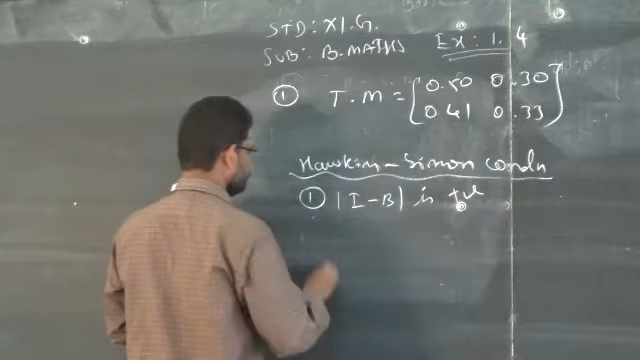 STD: XI.G.
SUB: B.MATHS Ex: 1.4
① T.M = [0.50 0.30
0.41 0.33]
Hawkin-Simon condn
① |I-B| is +ve